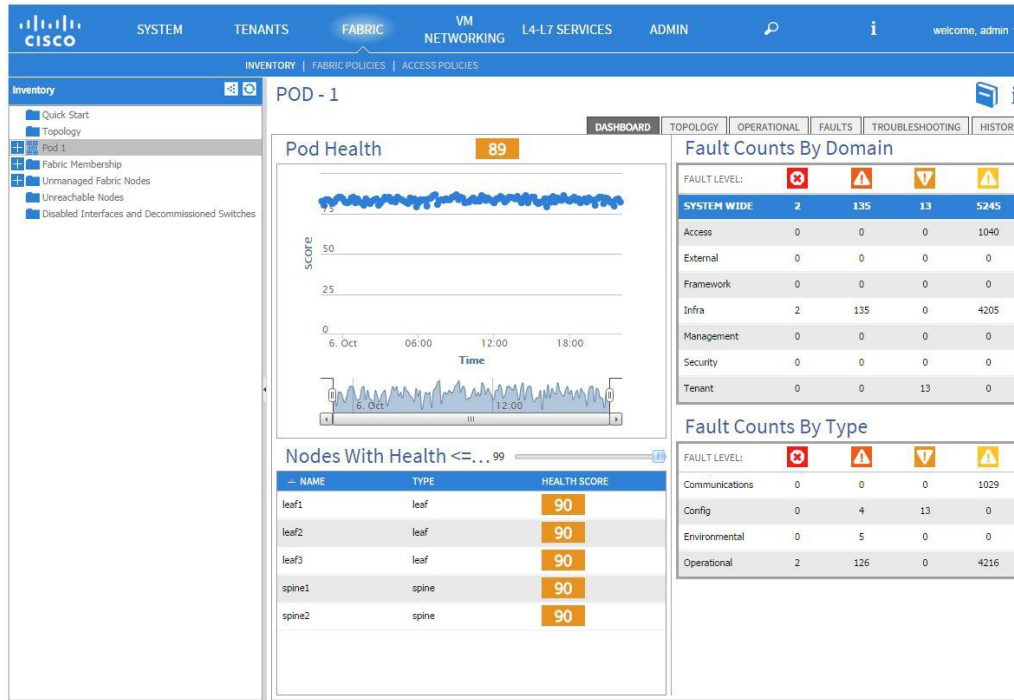 CISCO
SYSTEM TENANTS FABRIC VM NETWORKING L4-L7 SERVICES ADMIN i welcome, admin
INVENTORY | FABRIC POLICIES | ACCESS POLICIES
Inventory
Quick Start
Topology
Pod 1
Fabric Membership
Unmanaged Fabric Nodes
Unreachable Nodes
Disabled Interfaces and Decommissioned Switches
POD - 1
i
DASHBOARD TOPOLOGY OPERATIONAL FAULTS TROUBLESHOOTING HISTOR
Pod Health 89
75
50
25
0
score
6. Oct 06:00 12:00 18:00
Time
6. Oct 12:00
Nodes With Health <=... 99
NAME TYPE HEALTH SCORE
leaf1 leaf 90
leaf2 leaf 90
leaf3 leaf 90
spine1 spine 90
spine2 spine 90
Fault Counts By Domain
FAULT LEVEL:
SYSTEM WIDE 2 135 13 5245
Access 0 0 0 1040
External 0 0 0 0
Framework 0 0 0 0
Infra 2 135 0 4205
Management 0 0 0 0
Security 0 0 0 0
Tenant 0 0 13 0
Fault Counts By Type
FAULT LEVEL:
Communications 0 0 0 1029
Config 0 4 13 0
Environmental 0 5 0 0
Operational 2 126 0 4216